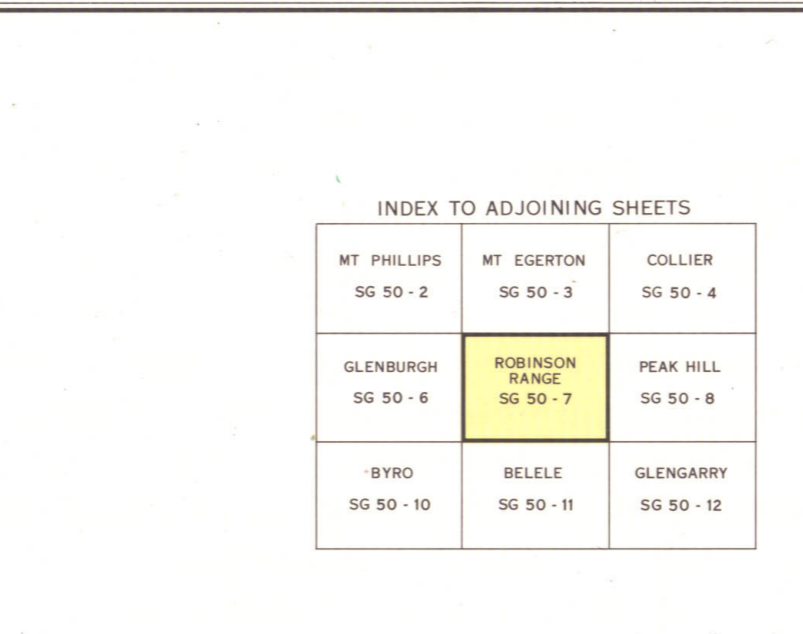 INDEX TO ADJOINING SHEETS
MT PHILLIPS
SG 50 - 2
MT EGERTON
SG 50 - 3
COLLIER
SG 50 - 4
GLENBURGH
SG 50 - 6
ROBINSON
RANGE
SG 50 - 7
PEAK HILL
SG 50 - 8
BYRO
SG 50 - 10
BELELE
SG 50 - 11
GLENGARRY
SG 50 - 12